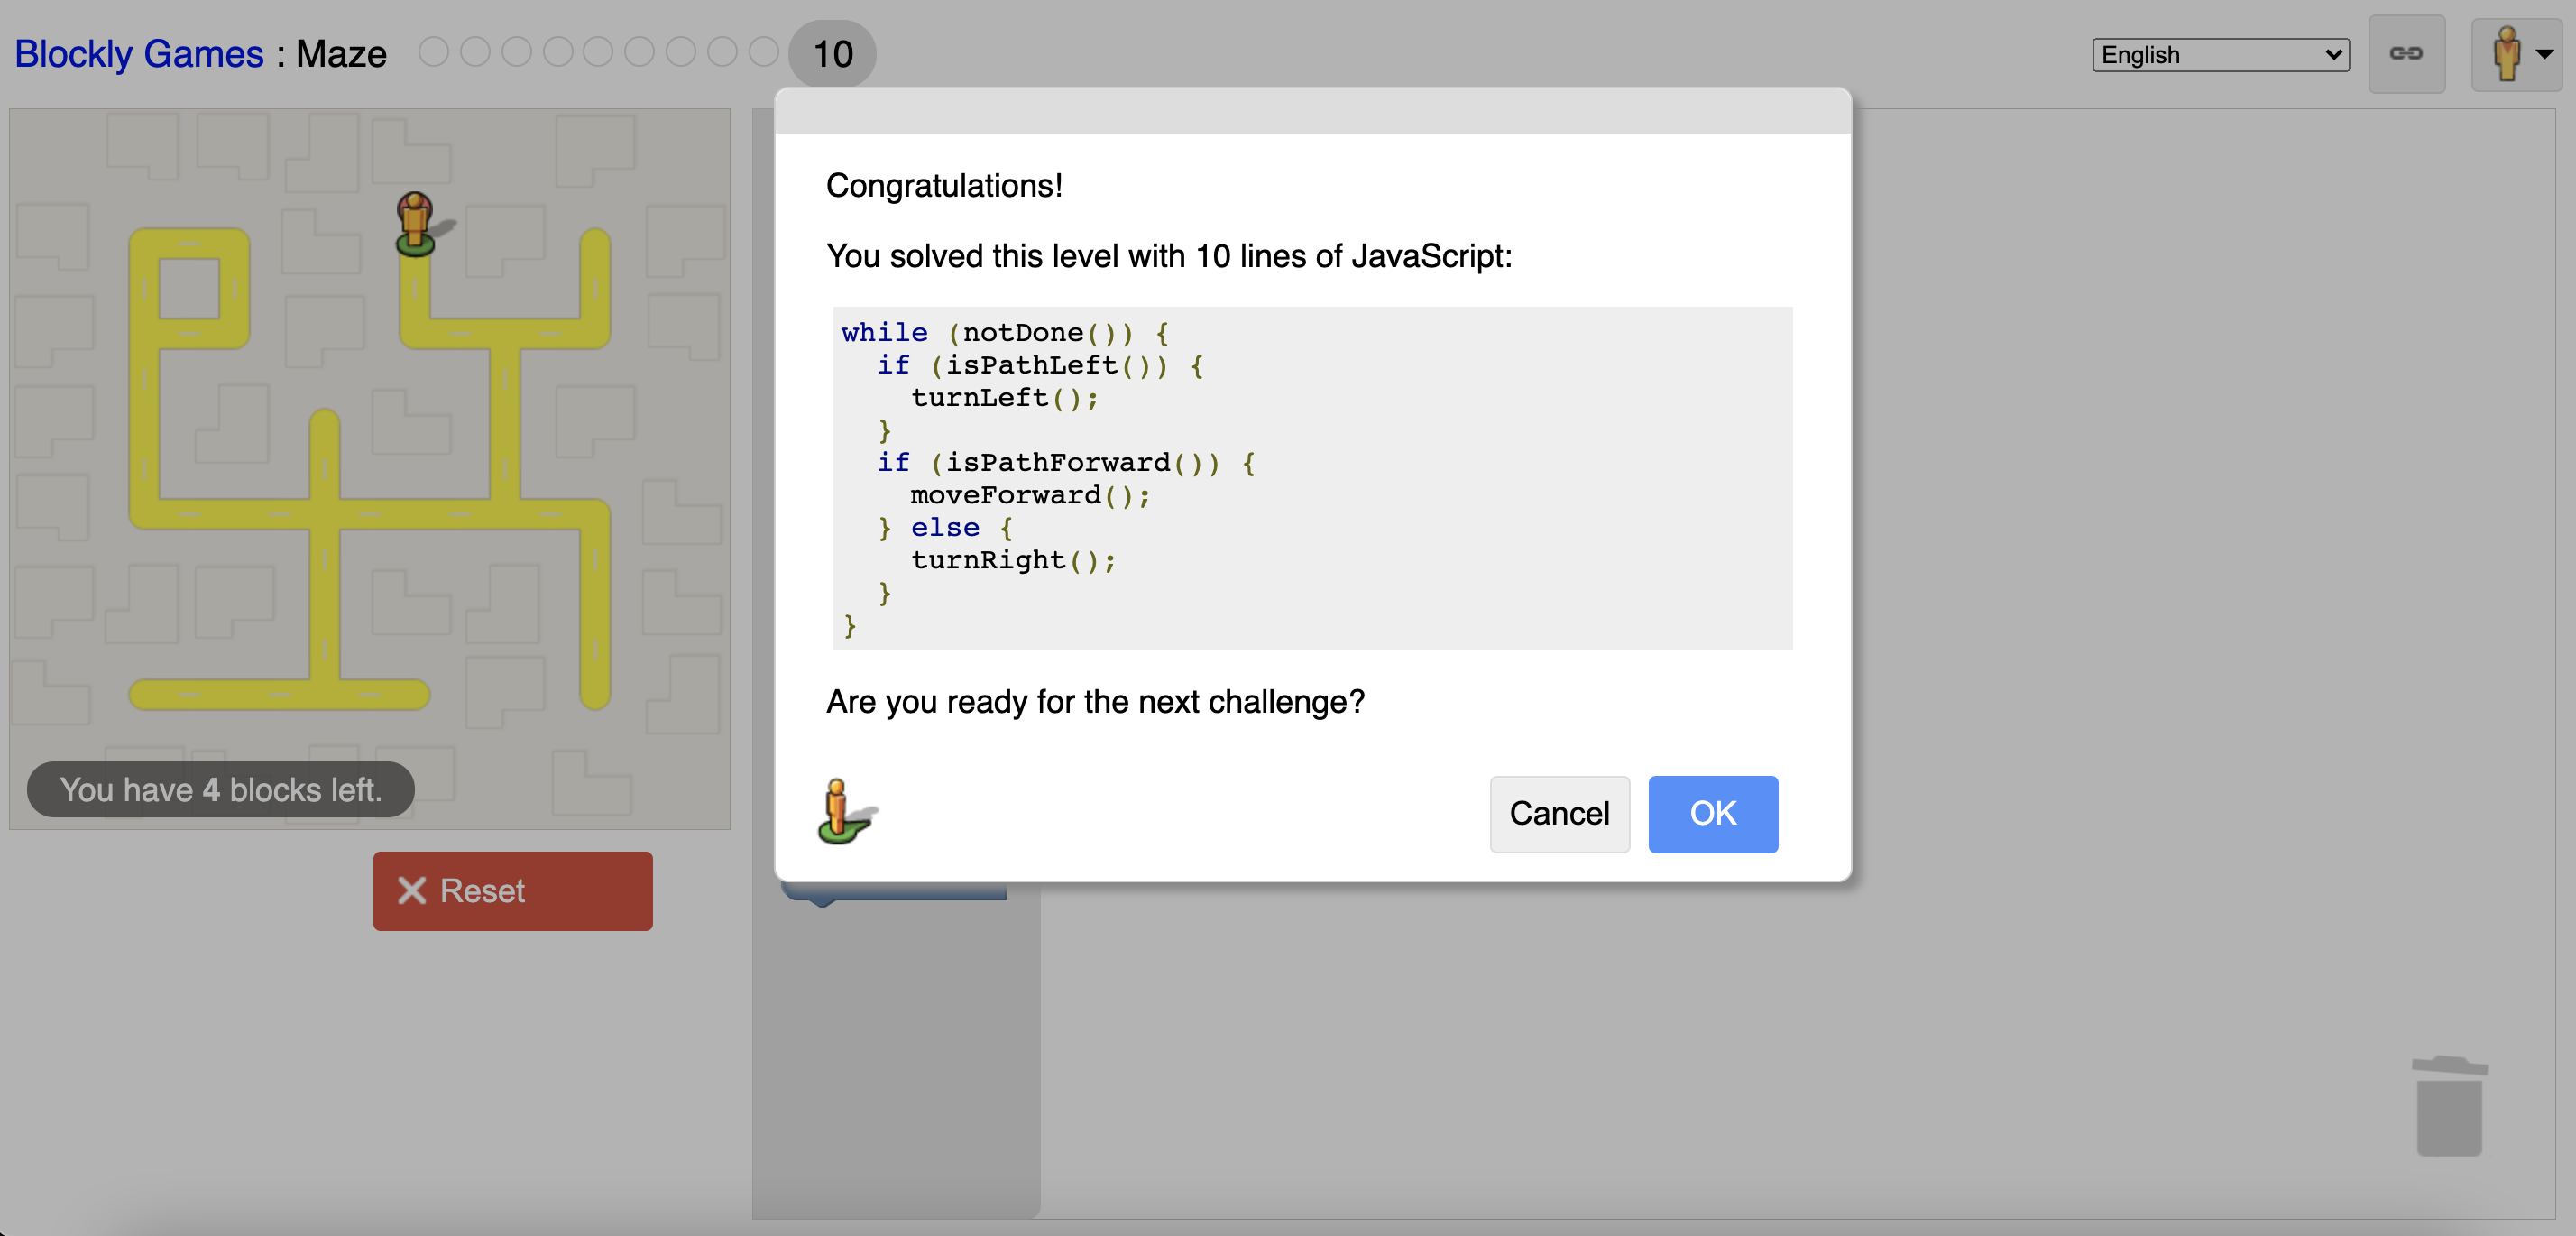 Blockly Games : Maze
10
English
Congratulations!
You solved this level with 10 lines of JavaScript:
while (notDone()) {
  if (isPathLeft()) {
    turnLeft();
  }
  if (isPathForward()) {
    moveForward();
  } else {
    turnRight();
  }
}
Are you ready for the next challenge?
Cancel
OK
You have 4 blocks left.
Reset